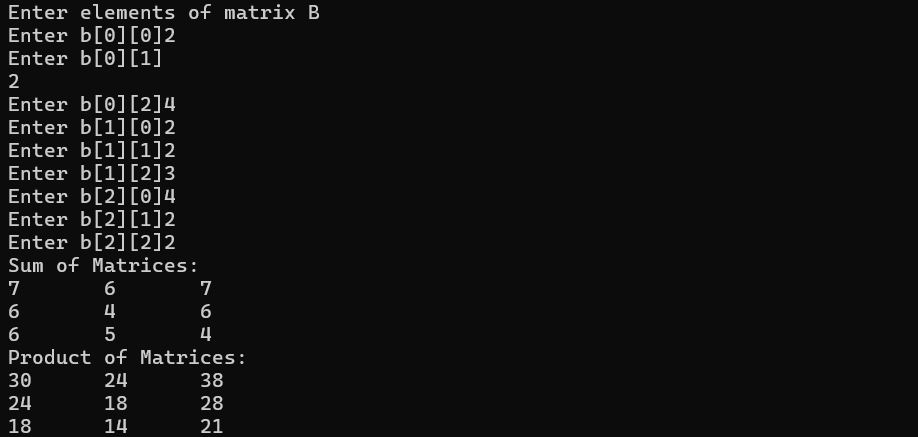 Enter elements of matrix B
Enter b[0][0]2
Enter b[0][1]
2
Enter b[0][2]4
Enter b[1][0]2
Enter b[1][1]2
Enter b[1][2]3
Enter b[2][0]4
Enter b[2][1]2
Enter b[2][2]2
Sum of Matrices:
7 6 7
6 4 6
6 5 4
Product of Matrices:
30 24 38
24 18 28
18 14 21